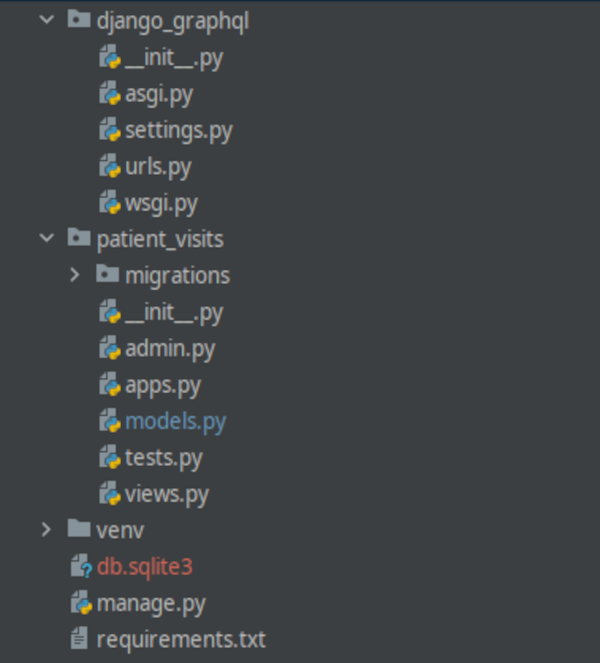 django_graphql
__init__.py
asgi.py
settings.py
urls.py
wsgi.py
patient_visits
migrations
__init__.py
admin.py
apps.py
models.py
tests.py
views.py
venv
db.sqlite3
manage.py
requirements.txt